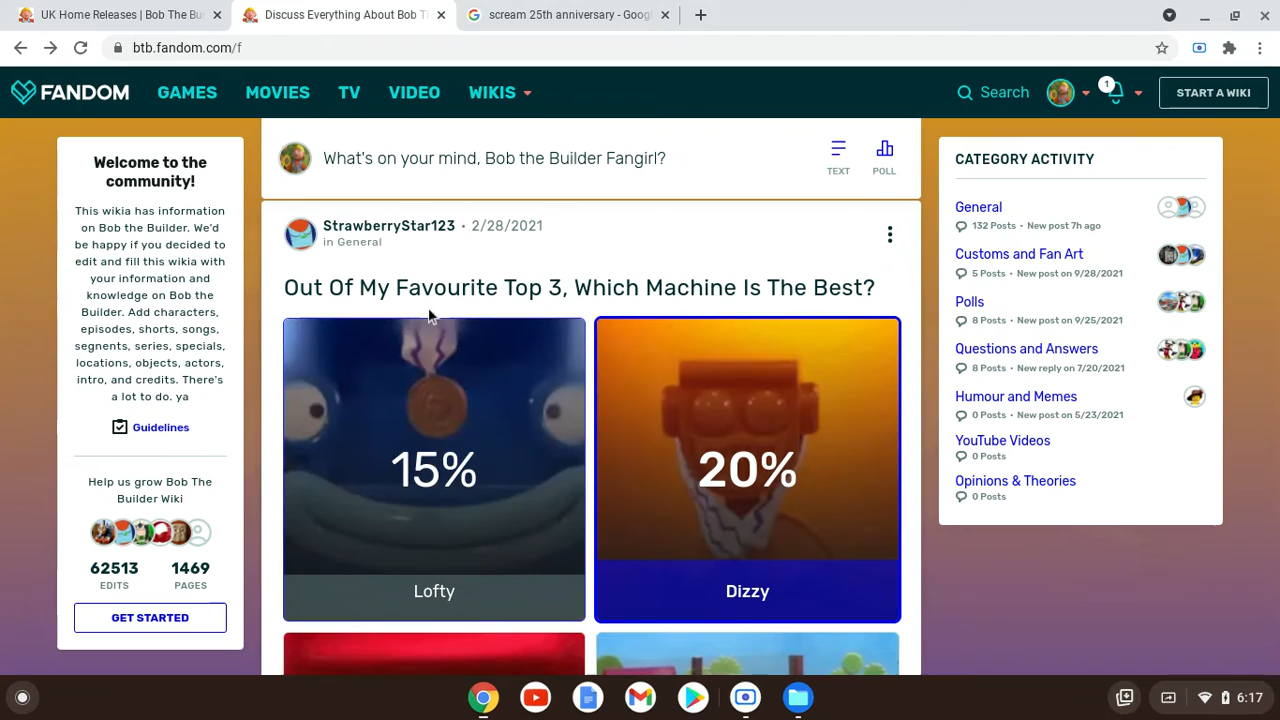 UK Home Releases | Bob The Bu
Discuss Everything About Bob T
scream 25th anniversary - Goog
btb.fandom.com/f
FANDOM
GAMES
MOVIES
TV
VIDEO
WIKIS
Search
1
START A WIKI
Welcome to the
community!
This wikia has information
on Bob the Builder. We'd
be happy if you decided to
edit and fill this wikia with
your information and
knowledge on Bob the
Builder. Add characters,
episodes, shorts, songs,
segnents, series, specials,
locations, objects, actors,
intro, and credits. There's
a lot to do. ya
Guidelines
Help us grow Bob The
Builder Wiki
62513 1469
EDITS PAGES
GET STARTED
What's on your mind, Bob the Builder Fangirl?
TEXT
POLL
StrawberryStar123 • 2/28/2021
in General
Out Of My Favourite Top 3, Which Machine Is The Best?
15%
Lofty
20%
Dizzy
CATEGORY ACTIVITY
General
132 Posts • New post 7h ago
Customs and Fan Art
5 Posts • New post on 9/28/2021
Polls
8 Posts • New post on 9/25/2021
Questions and Answers
8 Posts • New reply on 7/20/2021
Humour and Memes
0 Posts • New post on 5/23/2021
YouTube Videos
0 Posts
Opinions & Theories
0 Posts
6:17